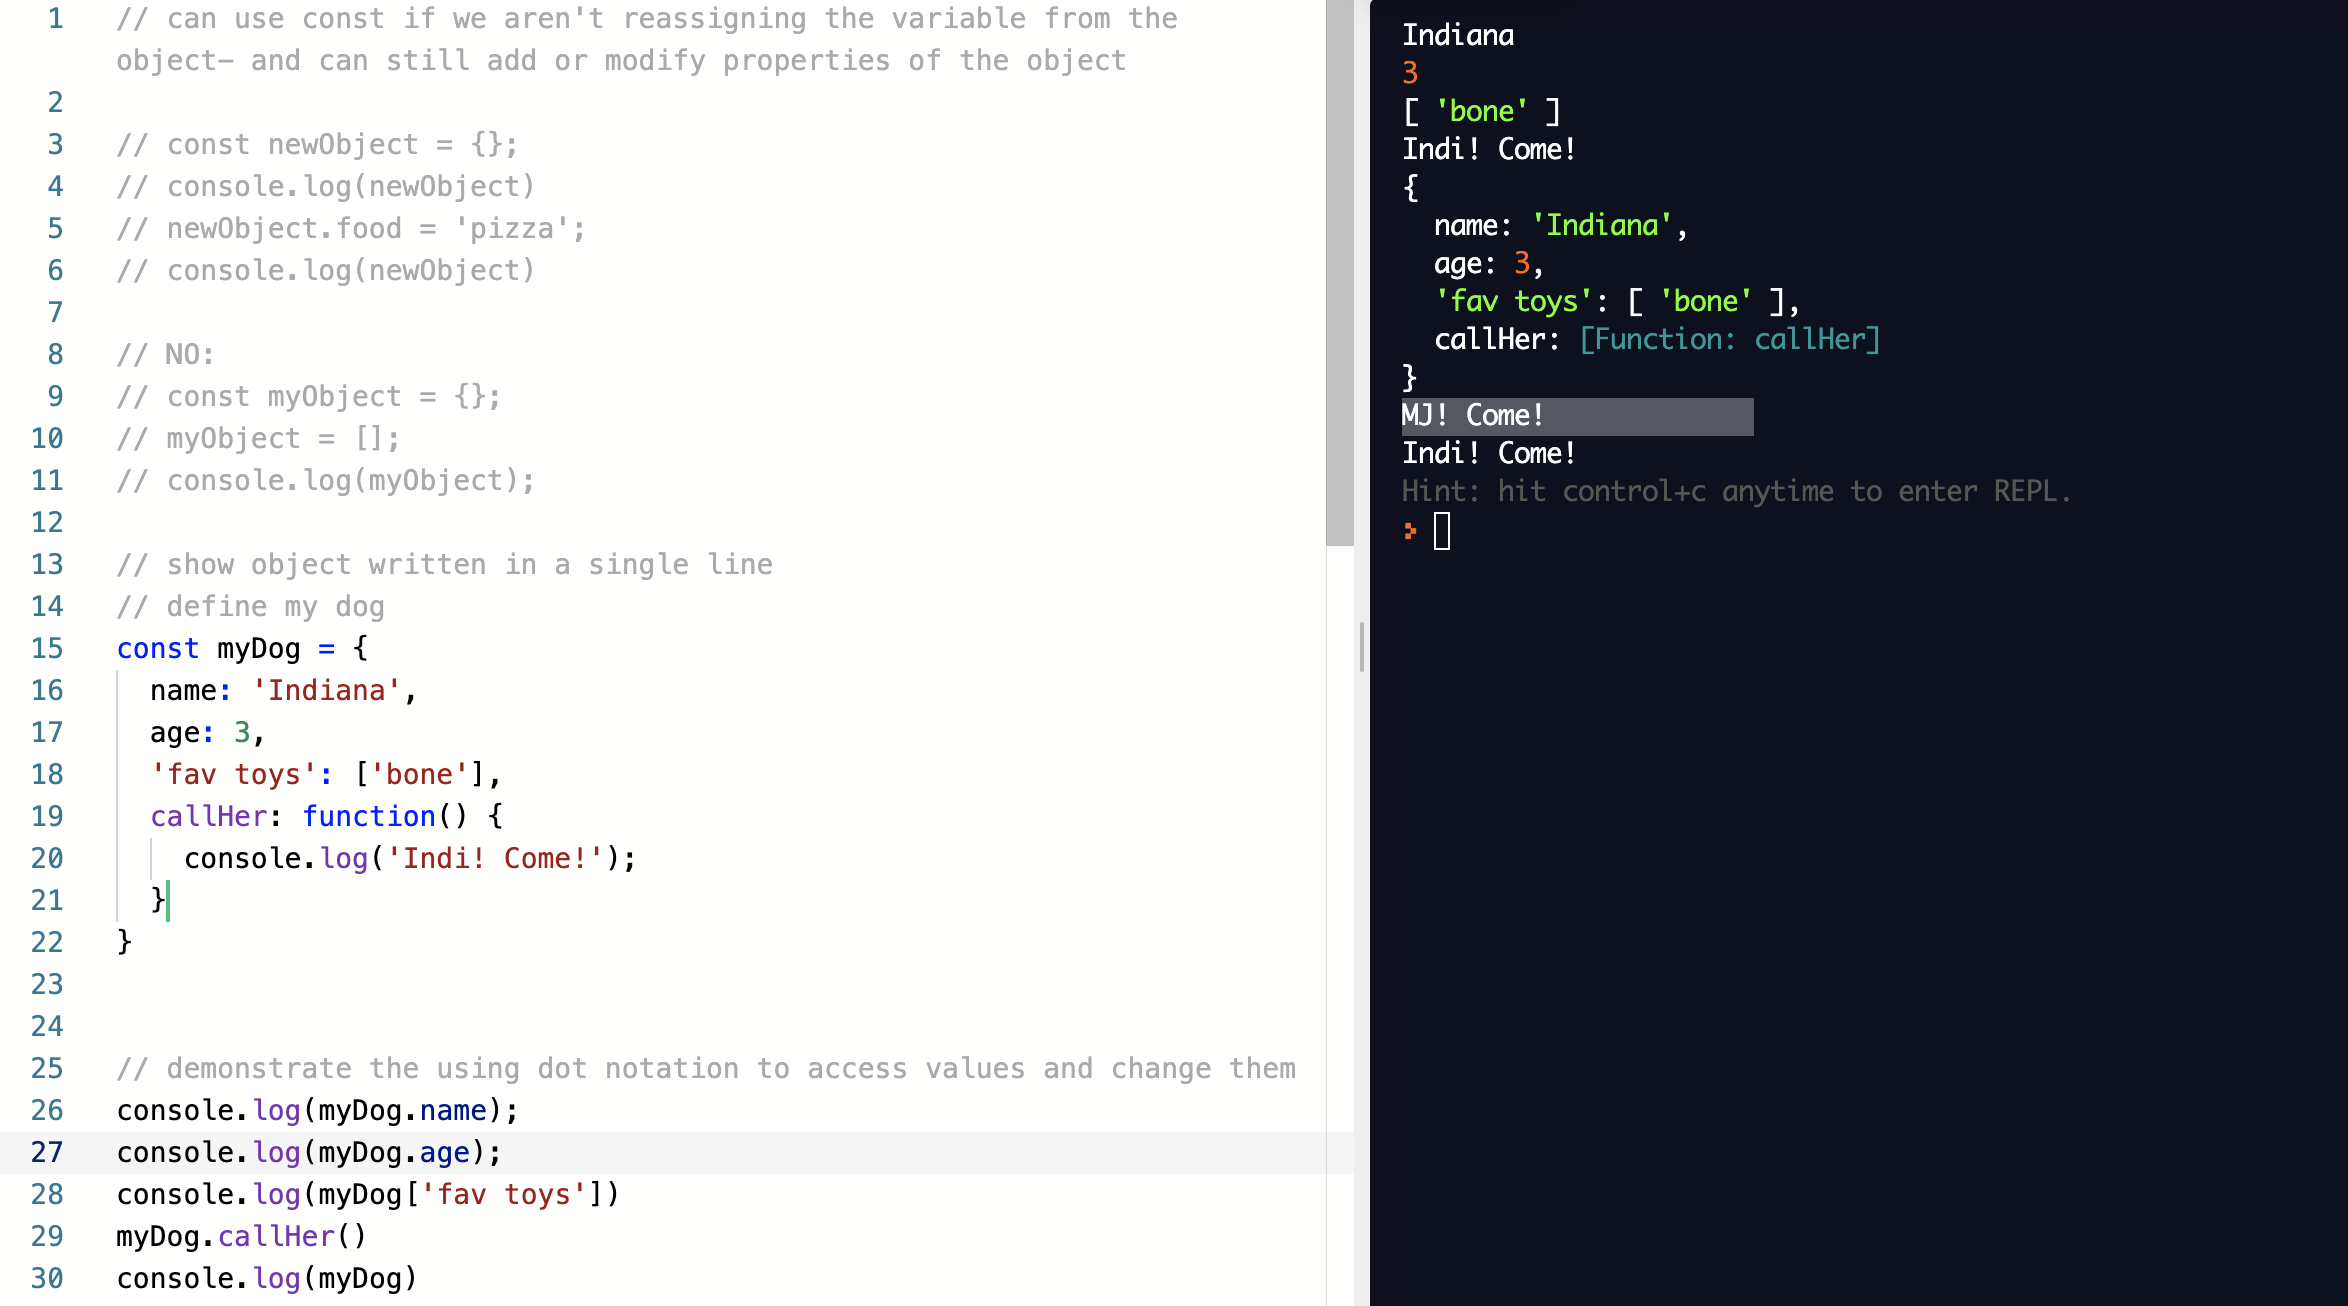 1 // can use const if we aren't reassigning the variable from the
object– and can still add or modify properties of the object
2
3 // const newObject = {};
4 // console.log(newObject)
5 // newObject.food = 'pizza';
6 // console.log(newObject)
7
8 // NO:
9 // const myObject = {};
10 // myObject = [];
11 // console.log(myObject);
12
13 // show object written in a single line
14 // define my dog
15 const myDog = {
16 name: 'Indiana',
17 age: 3,
18 'fav toys': ['bone'],
19 callHer: function() {
20 console.log('Indi! Come!');
21 }
22 }
23
24
25 // demonstrate the using dot notation to access values and change them
26 console.log(myDog.name);
27 console.log(myDog.age);
28 console.log(myDog['fav toys'])
29 myDog.callHer()
30 console.log(myDog)
Indiana
3
[ 'bone' ]
Indi! Come!
{
name: 'Indiana',
age: 3,
'fav toys': [ 'bone' ],
callHer: [Function: callHer]
}
MJ! Come!
Indi! Come!
Hint: hit control+c anytime to enter REPL.